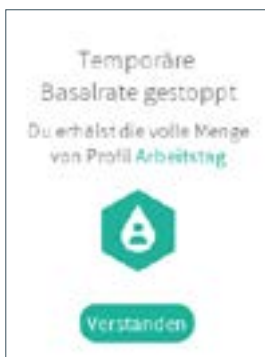 Temporäre
Basalrate gestoppt
Du erhälst die volle Menge
von Profil Arbeitstag
Verstanden